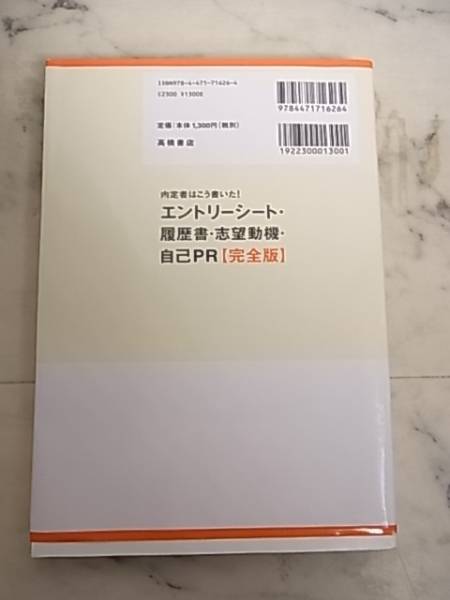 ISBN978-4-471-71626-4
C2300 ¥1300E
定価(本体1,300円(税別)
高橋書店
9784471716264
1922300013001
内定者はこう書いた!
エントリーシート・
履歴書・志望動機・
自己PR【完全版】